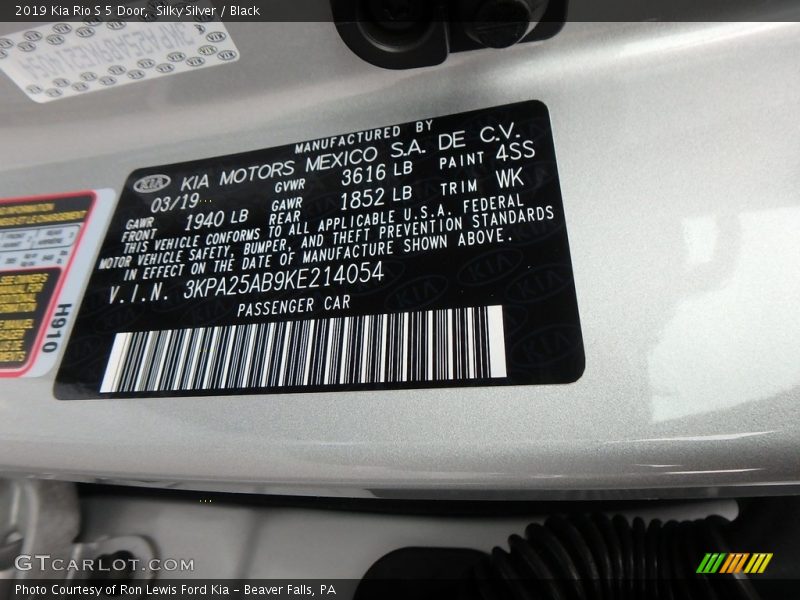 2019 Kia Rio S 5 Door, Silky Silver / Black
MANUFACTURED BY
KIA KIA MOTORS MEXICO S.A. DE C.V.
03/19 GVWR 3616 LB PAINT 4SS
GAWR FRONT 1940 LB GAWR REAR 1852 LB TRIM WK
THIS VEHICLE CONFORMS TO ALL APPLICABLE U.S.A. FEDERAL
MOTOR VEHICLE SAFETY, BUMPER, AND THEFT PREVENTION STANDARDS
IN EFFECT ON THE DATE OF MANUFACTURE SHOWN ABOVE.
V.I.N. 3KPA25AB9KE214054
PASSENGER CAR
H910
GTCARLOT.COM
Photo Courtesy of Ron Lewis Ford Kia - Beaver Falls, PA